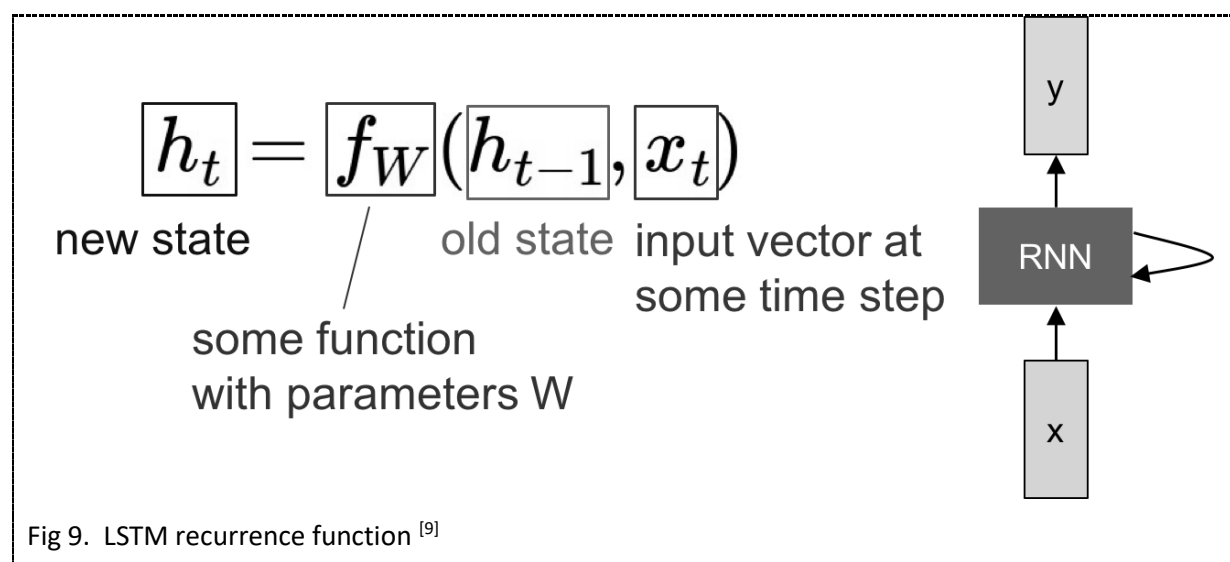 h_t = f_W(h_{t-1}, x_t)
new state
old state
input vector at
some time step
some function
with parameters W
y
RNN
x
Fig 9. LSTM recurrence function [9]